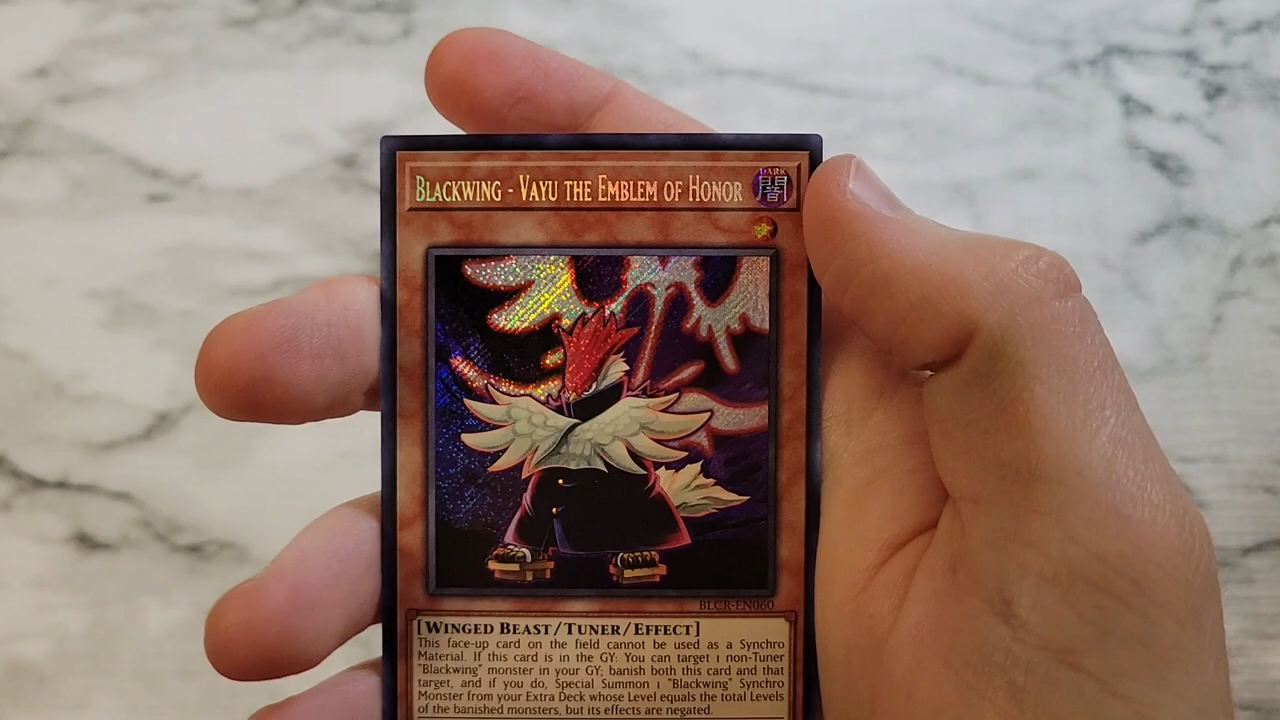 BLACKWING - VAYU THE EMBLEM OF HONOR
DARK
闇
BLCR-EN060
[WINGED BEAST/TUNER/EFFECT]
This face-up card on the field cannot be used as a Synchro
Material. If this card is in the GY: You can target 1 non-Tuner
"Blackwing" monster in your GY; banish both this card and that
target, and if you do, Special Summon 1 "Blackwing" Synchro
Monster from your Extra Deck whose Level equals the total Levels
of the banished monsters, but its effects are negated.